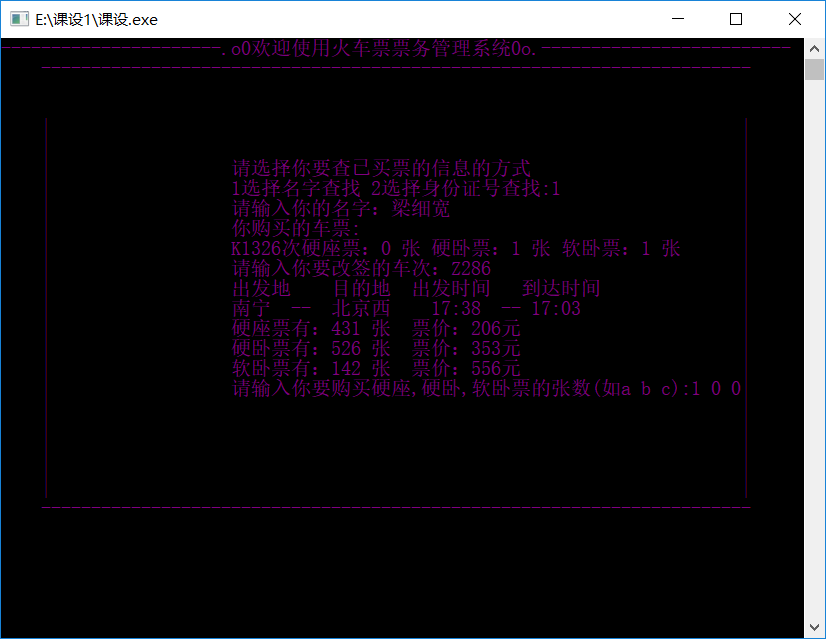 E:\课设1\课设.exe
.oO欢迎使用火车票票务管理系统Oo.
请选择你要查已买票的信息的方式
1选择名字查找 2选择身份证号查找:1
请输入你的名字: 梁细宽
你购买的车票:
K1326次硬座票: 0 张 硬卧票: 1 张 软卧票: 1 张
请输入你要改签的车次: Z286
出发地 目的地 出发时间 到达时间
南宁 -- 北京西 17:38 -- 17:03
硬座票有: 431 张 票价: 206元
硬卧票有: 526 张 票价: 353元
软卧票有: 142 张 票价: 556元
请输入你要购买硬座,硬卧,软卧票的张数(如a b c):1 0 0